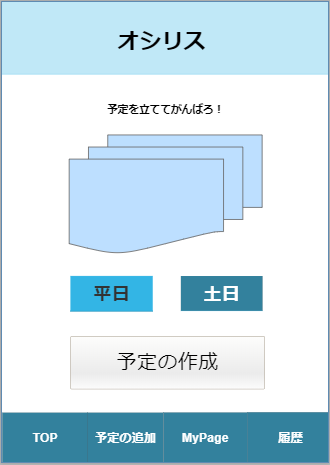 オシリス
予定を立ててがんばろ！
平日 土日
予定の作成
TOP 予定の追加 MyPage 履歴